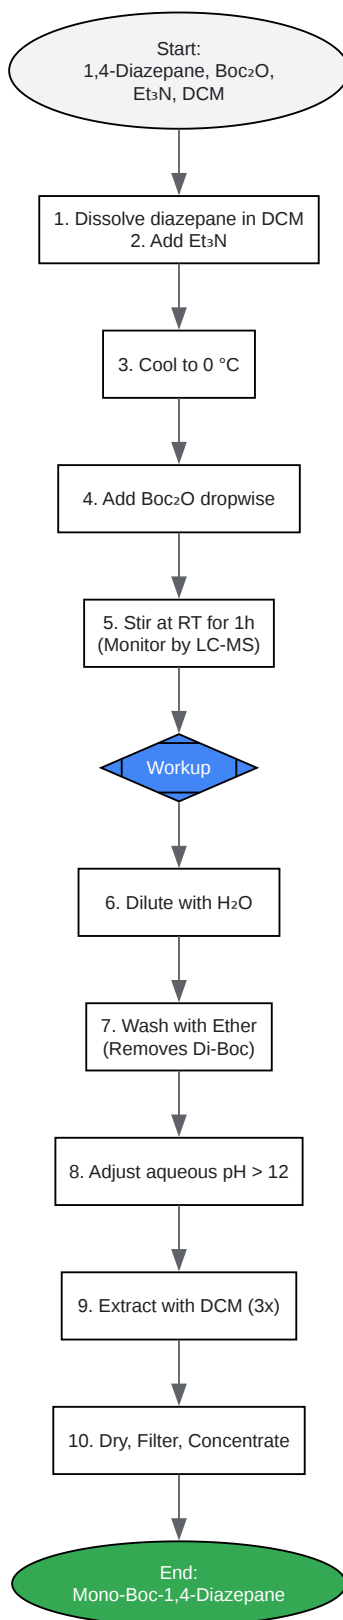 Start:
1,4-Diazepane, Boc₂O,
Et₃N, DCM
1. Dissolve diazepane in DCM
2. Add Et₃N
3. Cool to 0 °C
4. Add Boc₂O dropwise
5. Stir at RT for 1h
(Monitor by LC-MS)
Workup
6. Dilute with H₂O
7. Wash with Ether
(Removes Di-Boc)
8. Adjust aqueous pH > 12
9. Extract with DCM (3x)
10. Dry, Filter, Concentrate
End:
Mono-Boc-1,4-Diazepane